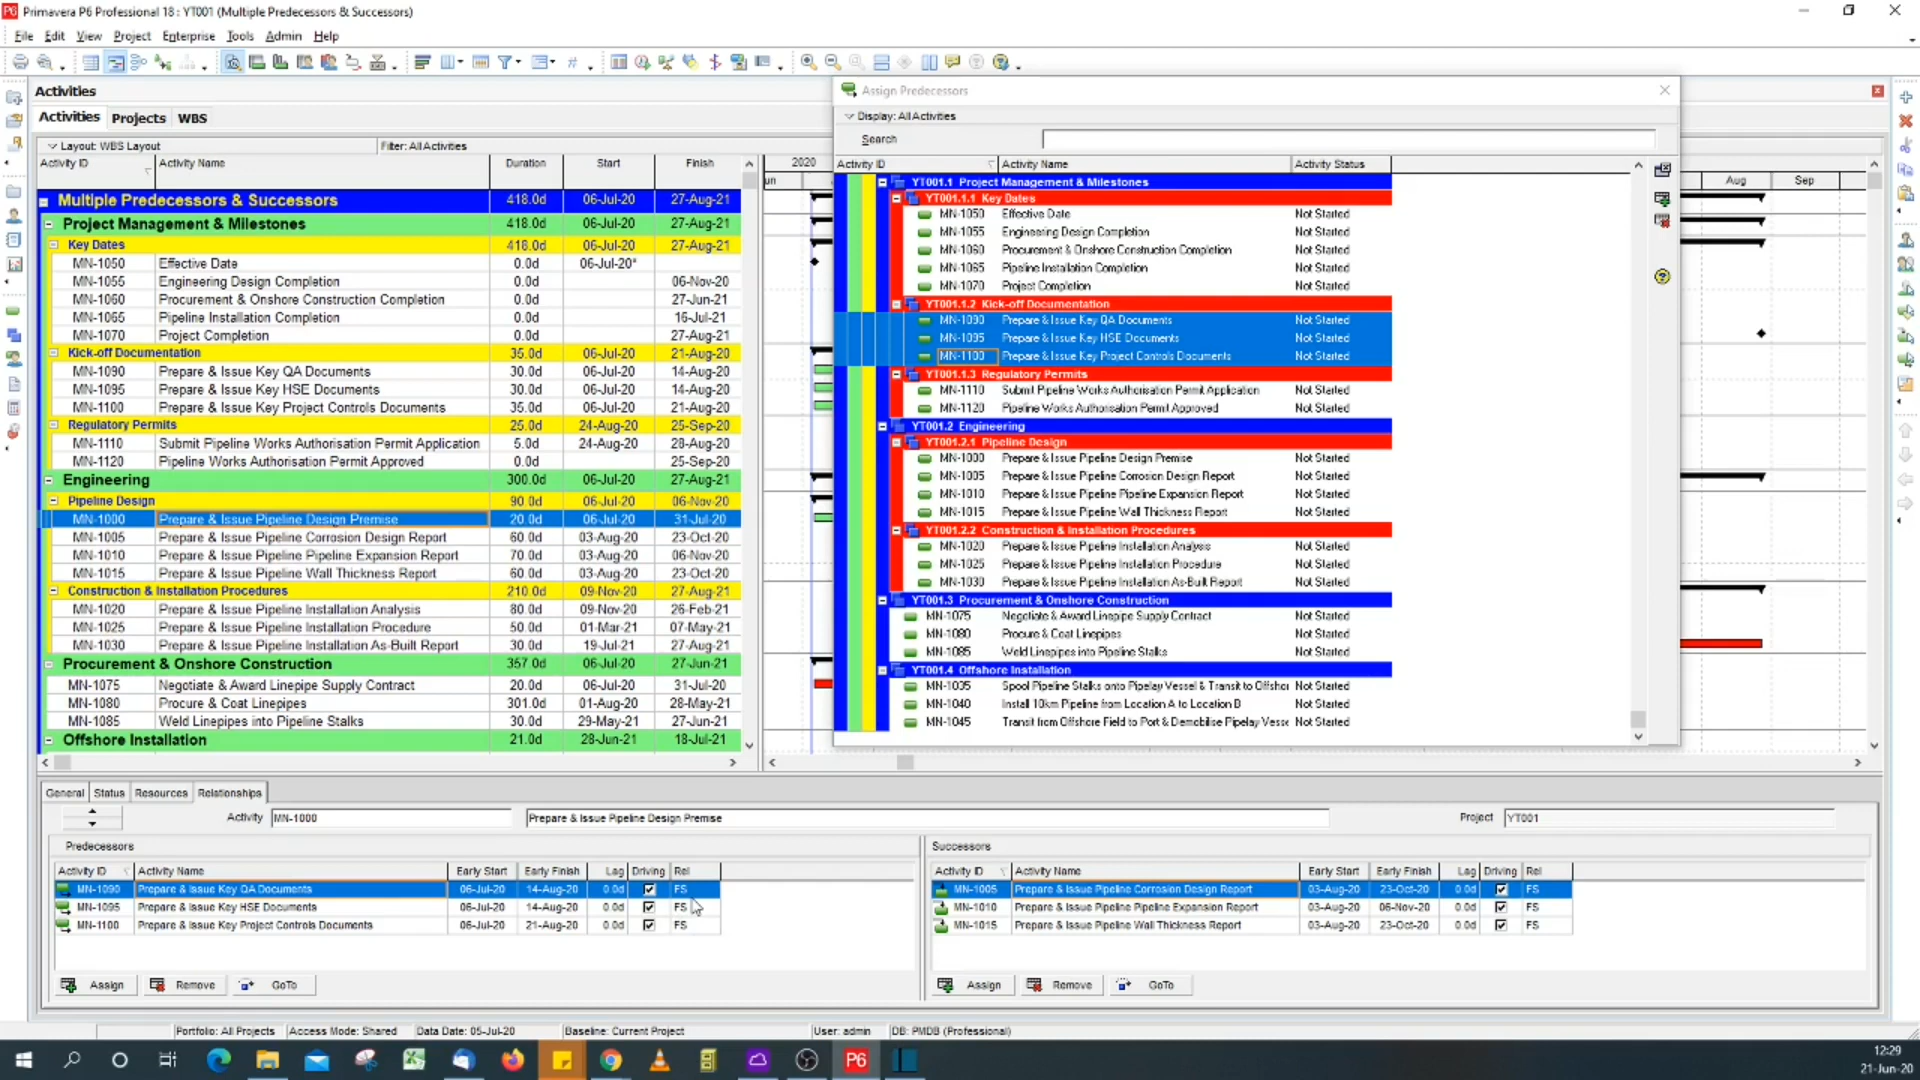 Primavera P6 Professional 18 : YT001 (Multiple Predecessors & Successors)
File Edit View Project Enterprise Tools Admin Help
Activities
Activities Projects WBS
Layout: WBS Layout Filter: All Activities
Activity ID Activity Name Duration Start Finish
Multiple Predecessors & Successors 418.0d 06-Jul-20 27-Aug-21
Project Management & Milestones 418.0d 06-Jul-20 27-Aug-21
Key Dates 418.0d 06-Jul-20 27-Aug-21
MN-1050 Effective Date 0.0d 06-Jul-20*
MN-1055 Engineering Design Completion 0.0d 06-Nov-20
MN-1060 Procurement & Onshore Construction Completion 0.0d 27-Jun-21
MN-1065 Pipeline Installation Completion 0.0d 16-Jul-21
MN-1070 Project Completion 0.0d 27-Aug-21
Kick-off Documentation 35.0d 06-Jul-20 21-Aug-20
MN-1090 Prepare & Issue Key QA Documents 30.0d 06-Jul-20 14-Aug-20
MN-1095 Prepare & Issue Key HSE Documents 30.0d 06-Jul-20 14-Aug-20
MN-1100 Prepare & Issue Key Project Controls Documents 35.0d 06-Jul-20 21-Aug-20
Regulatory Permits 25.0d 24-Aug-20 25-Sep-20
MN-1110 Submit Pipeline Works Authorisation Permit Application 5.0d 24-Aug-20 28-Aug-20
MN-1120 Pipeline Works Authorisation Permit Approved 0.0d 25-Sep-20
Engineering 300.0d 06-Jul-20 27-Aug-21
Pipeline Design 90.0d 06-Jul-20 06-Nov-20
MN-1000 Prepare & Issue Pipeline Design Premise 20.0d 06-Jul-20 31-Jul-20
MN-1005 Prepare & Issue Pipeline Corrosion Design Report 60.0d 03-Aug-20 23-Oct-20
MN-1010 Prepare & Issue Pipeline Pipeline Expansion Report 70.0d 03-Aug-20 06-Nov-20
MN-1015 Prepare & Issue Pipeline Wall Thickness Report 60.0d 03-Aug-20 23-Oct-20
Construction & Installation Procedures 210.0d 09-Nov-20 27-Aug-21
MN-1020 Prepare & Issue Pipeline Installation Analysis 80.0d 09-Nov-20 26-Feb-21
MN-1025 Prepare & Issue Pipeline Installation Procedure 50.0d 01-Mar-21 07-May-21
MN-1030 Prepare & Issue Pipeline Installation As-Built Report 30.0d 19-Jul-21 27-Aug-21
Procurement & Onshore Construction 357.0d 06-Jul-20 27-Jun-21
MN-1075 Negotiate & Award Linepipe Supply Contract 20.0d 06-Jul-20 31-Jul-20
MN-1080 Procure & Coat Linepipes 301.0d 01-Aug-20 28-May-21
MN-1085 Weld Linepipes into Pipeline Stalks 30.0d 29-May-21 27-Jun-21
Offshore Installation 21.0d 28-Jun-21 18-Jul-21
2020
un
Aug Sep
Assign Predecessors
Display: All Activities
Search
Activity ID Activity Name Activity Status
YT001.1 Project Management & Milestones
YT001.1.1 Key Dates
MN-1050 Effective Date Not Started
MN-1055 Engineering Design Completion Not Started
MN-1060 Procurement & Onshore Construction Completion Not Started
MN-1065 Pipeline Installation Completion Not Started
MN-1070 Project Completion Not Started
YT001.1.2 Kick-off Documentation
MN-1090 Prepare & Issue Key QA Documents Not Started
MN-1095 Prepare & Issue Key HSE Documents Not Started
MN-1100 Prepare & Issue Key Project Controls Documents Not Started
YT001.1.3 Regulatory Permits
MN-1110 Submit Pipeline Works Authorisation Permit Application Not Started
MN-1120 Pipeline Works Authorisation Permit Approved Not Started
YT001.2 Engineering
YT001.2.1 Pipeline Design
MN-1000 Prepare & Issue Pipeline Design Premise Not Started
MN-1005 Prepare & Issue Pipeline Corrosion Design Report Not Started
MN-1010 Prepare & Issue Pipeline Pipeline Expansion Report Not Started
MN-1015 Prepare & Issue Pipeline Wall Thickness Report Not Started
YT001.2.2 Construction & Installation Procedures
MN-1020 Prepare & Issue Pipeline Installation Analysis Not Started
MN-1025 Prepare & Issue Pipeline Installation Procedure Not Started
MN-1030 Prepare & Issue Pipeline Installation As-Built Report Not Started
YT001.3 Procurement & Onshore Construction
MN-1075 Negotiate & Award Linepipe Supply Contract Not Started
MN-1080 Procure & Coat Linepipes Not Started
MN-1085 Weld Linepipes into Pipeline Stalks Not Started
YT001.4 Offshore Installation
MN-1035 Spool Pipeline Stalks onto Pipelay Vessel & Transit to Offshor Not Started
MN-1040 Install 10km Pipeline from Location A to Location B Not Started
MN-1045 Transit from Offshore Field to Port & Demobilise Pipelay Vesse Not Started
General Status Resources Relationships
Activity MN-1000 Prepare & Issue Pipeline Design Premise Project YT001
Predecessors
Activity ID Activity Name Early Start Early Finish Lag Driving Rel
MN-1090 Prepare & Issue Key QA Documents 06-Jul-20 14-Aug-20 0.0d FS
MN-1095 Prepare & Issue Key HSE Documents 06-Jul-20 14-Aug-20 0.0d FS
MN-1100 Prepare & Issue Key Project Controls Documents 06-Jul-20 21-Aug-20 0.0d FS
Assign Remove GoTo
Successors
Activity ID Activity Name Early Start Early Finish Lag Driving Rel
MN-1005 Prepare & Issue Pipeline Corrosion Design Report 03-Aug-20 23-Oct-20 0.0d FS
MN-1010 Prepare & Issue Pipeline Pipeline Expansion Report 03-Aug-20 06-Nov-20 0.0d FS
MN-1015 Prepare & Issue Pipeline Wall Thickness Report 03-Aug-20 23-Oct-20 0.0d FS
Assign Remove GoTo
Portfolio: All Projects Access Mode: Shared Data Date: 05-Jul-20 Baseline: Current Project User: admin DB: PMDB (Professional)
P6
12:29
21-Jun-20